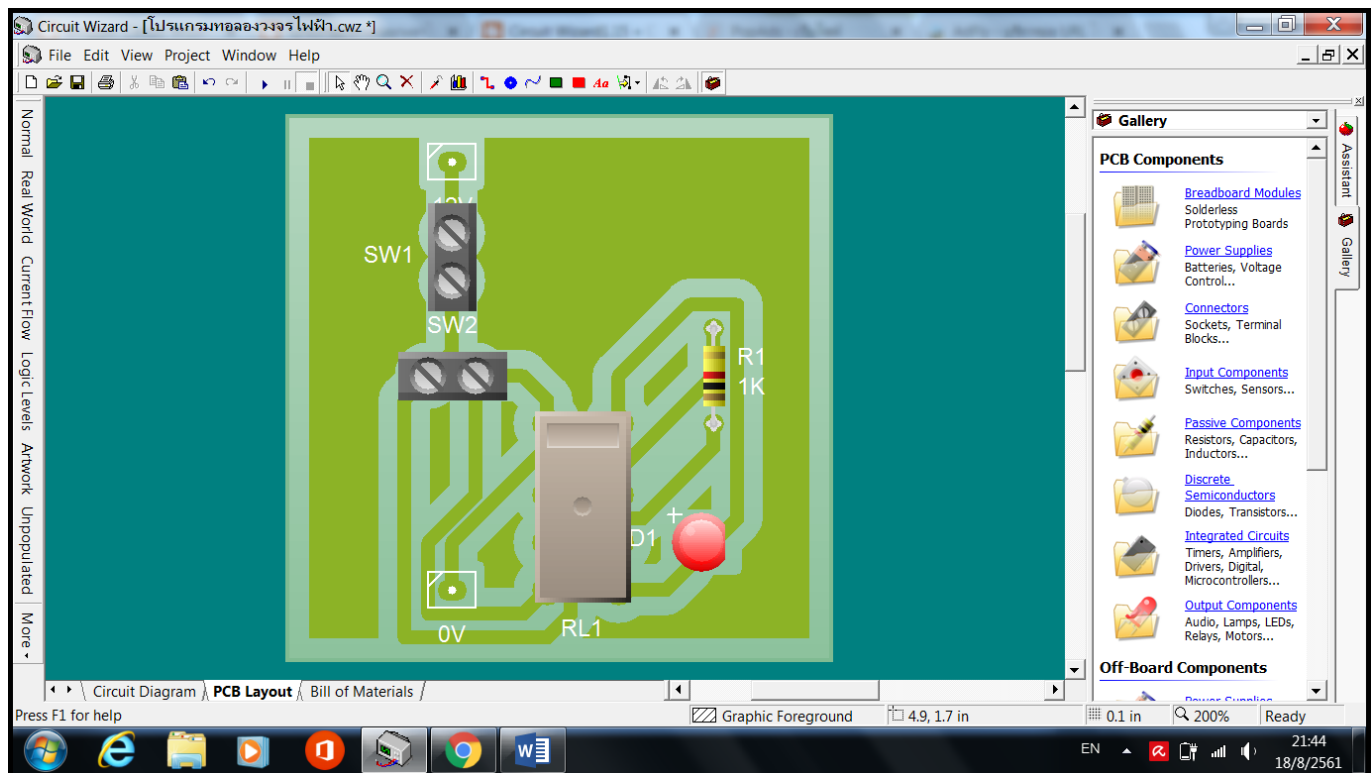 Circuit Wizard - [โปรแกรมทอลองวงจรไฟฟ้า.cwz *]
File Edit View Project Window Help
Aa
Normal
Real World
Current Flow
Logic Levels
Artwork
Unpopulated
More
SW1
SW2
R1
1K
D1
0V
RL1
Gallery
PCB Components
Breadboard Modules
Solderless
Prototyping Boards
Power Supplies
Batteries, Voltage
Control...
Connectors
Sockets, Terminal
Blocks...
Input Components
Switches, Sensors...
Passive Components
Resistors, Capacitors,
Inductors...
Discrete
Semiconductors
Diodes, Transistors...
Integrated Circuits
Timers, Amplifiers,
Drivers, Digital,
Microcontrollers...
Output Components
Audio, Lamps, LEDs,
Relays, Motors...
Off-Board Components
Assistant
Gallery
Circuit Diagram PCB Layout Bill of Materials
Press F1 for help
Graphic Foreground
4.9, 1.7 in
0.1 in
200%
Ready
EN
21:44
18/8/2561